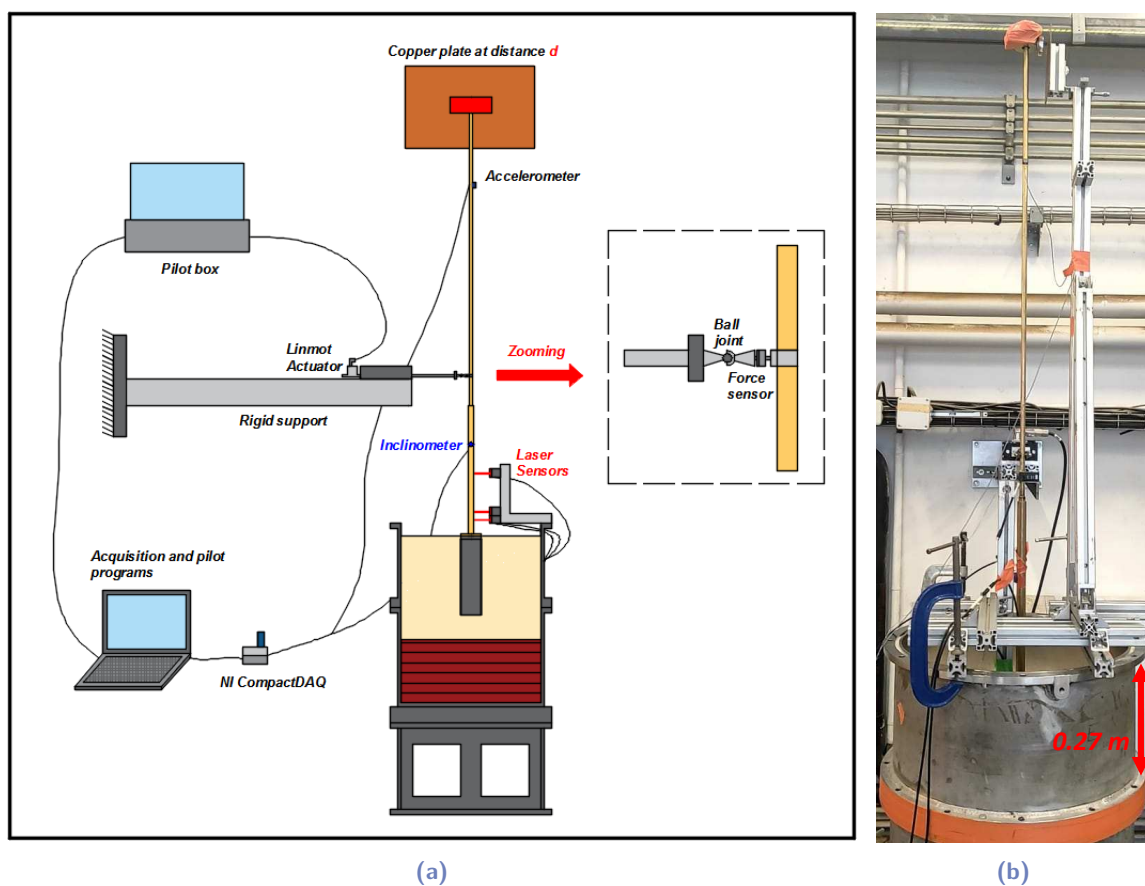 Copper plate at distance d
Accelerometer
Pilot box
Linmot
Actuator
Rigid support
Zooming
Ball
joint
Force
sensor
Inclinometer
Laser
Sensors
Acquisition and pilot
programs
NI CompactDAQ
0.27 m
(a)
(b)